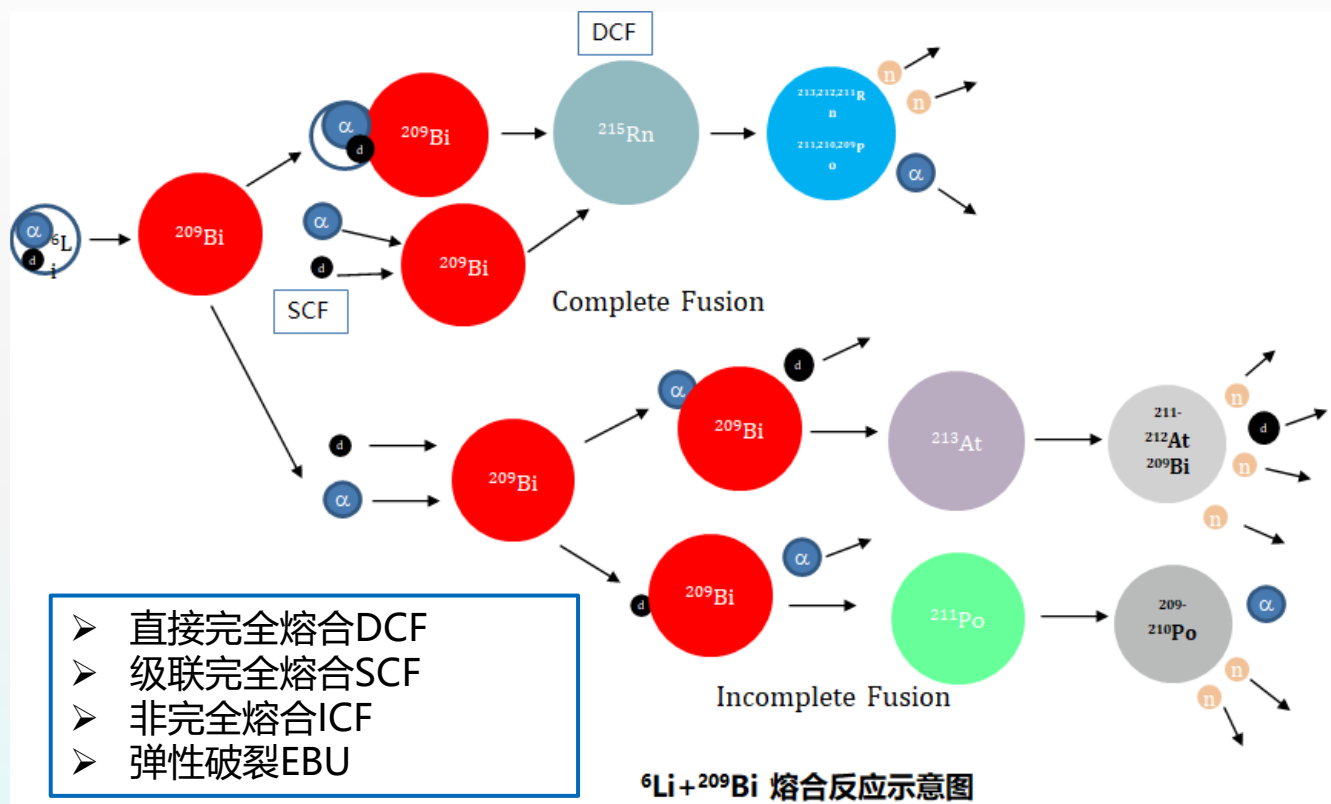 DCF
α
d
²⁰⁹Bi
²¹⁵Rn
213,212,211R
n
211,210,209P
o
n
n
α
α
⁶L
d
i
²⁰⁹Bi
α
d
²⁰⁹Bi
SCF
Complete Fusion
d
α
²⁰⁹Bi
α
²⁰⁹Bi
d
²¹³At
211-
²¹²At
²⁰⁹Bi
n
d
n
n
d
²⁰⁹Bi
α
²¹¹Po
209-
²¹⁰Po
α
n
n
Incomplete Fusion
➢ 直接完全熔合DCF
➢ 级联完全熔合SCF
➢ 非完全熔合ICF
➢ 弹性破裂EBU
⁶Li+²⁰⁹Bi 熔合反应示意图